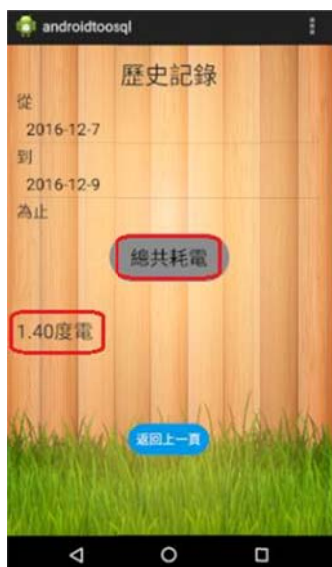 androidtoosql
歷史記錄
從
2016-12-7
到
2016-12-9
為止
總共耗電
1.40度電
返回上一頁